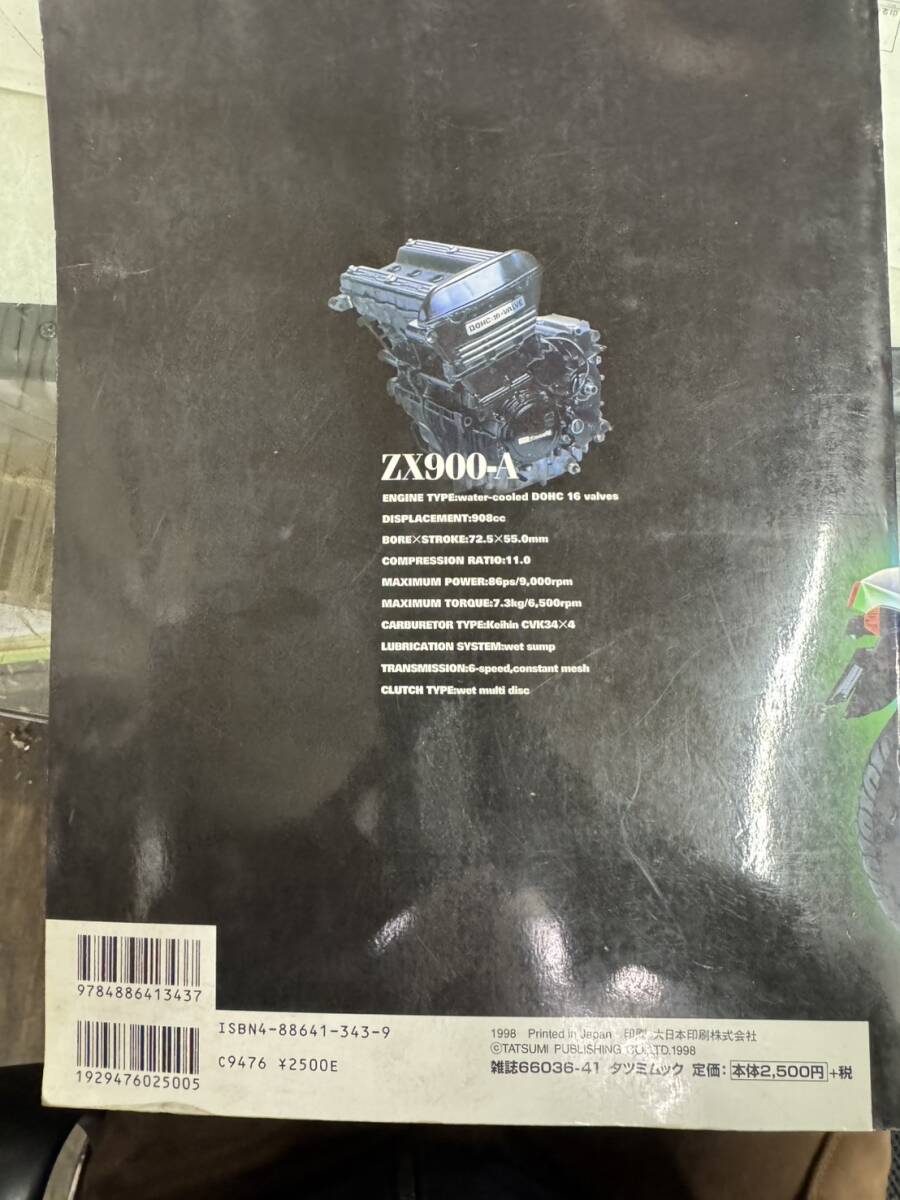 DOHC・16・VALVE
ZX900-A
ENGINE TYPE:water-cooled DOHC 16 valves
DISPLACEMENT:908cc
BORE×STROKE:72.5×55.0mm
COMPRESSION RATIO:11.0
MAXIMUM POWER:86ps/9,000rpm
MAXIMUM TORQUE:7.3kg/6,500rpm
CARBURETOR TYPE:Keihin CVK34×4
LUBRICATION SYSTEM:wet sump
TRANSMISSION:6-speed,constant mesh
CLUTCH TYPE:wet multi disc
9784886413437
1929476025005
ISBN4-88641-343-9
C9476 ¥2500E
1998 Printed in Japan 印刷 大日本印刷株式会社
©TATSUMI PUBLISHING CO.,LTD.1998
雑誌66036-41 タツミムック 定価：本体2,500円+税